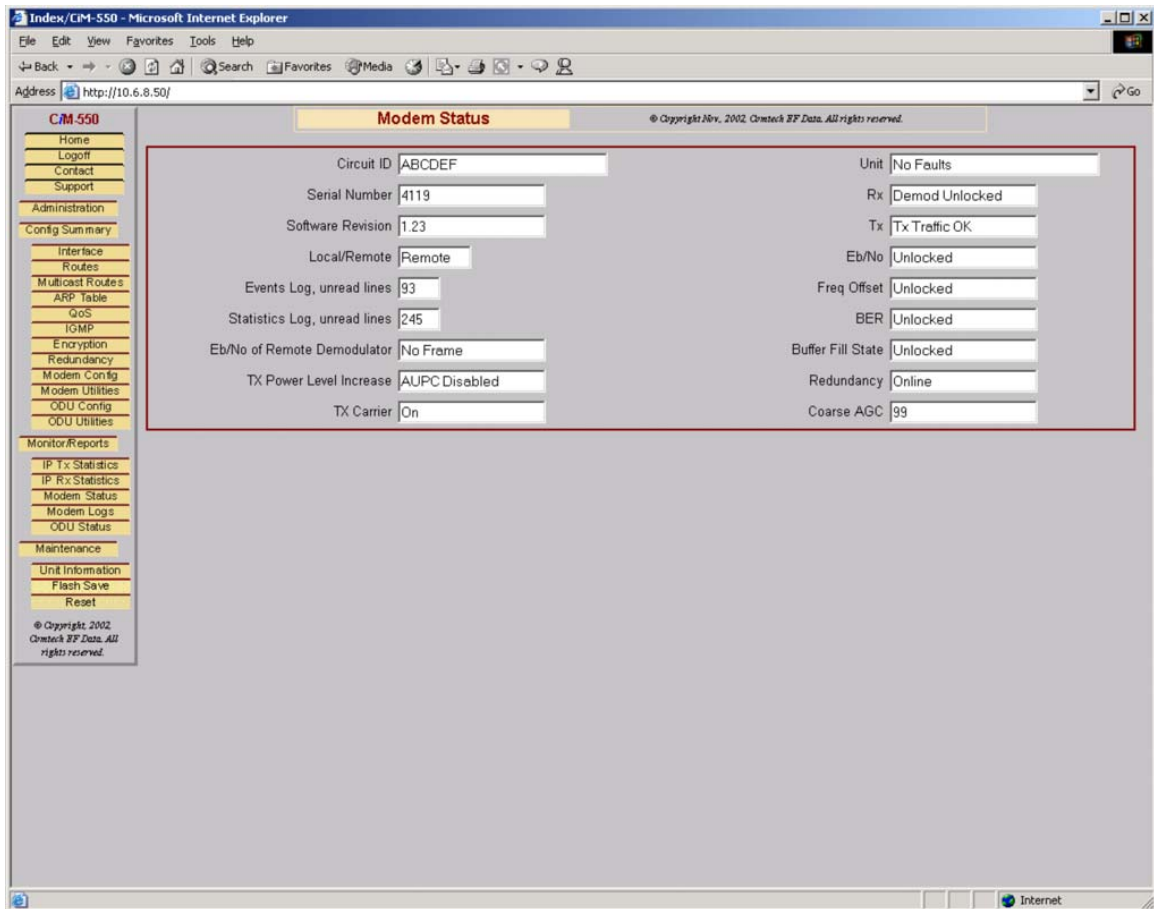 Index/CiM-550 - Microsoft Internet Explorer
File Edit View Favorites Tools Help
Back Search Favorites Media
Address http://10.6.8.50/ Go
CiM-550
Home
Logoff
Contact
Support
Administration
Config Summary
Interface
Routes
Multicast Routes
ARP Table
QoS
IGMP
Encryption
Redundancy
Modem Config
Modem Utilities
ODU Config
ODU Utilities
Monitor/Reports
IP Tx Statistics
IP Rx Statistics
Modem Status
Modem Logs
ODU Status
Maintenance
Unit Information
Flash Save
Reset
© Copyright, 2002
Comtech EF Data. All
rights reserved.
Modem Status © Copyright Nov, 2002, Comtech EF Data. All rights reserved.
Circuit ID ABCDEF Unit No Faults
Serial Number 4119 Rx Demod Unlocked
Software Revision 1.23 Tx Tx Traffic OK
Local/Remote Remote Eb/No Unlocked
Events Log, unread lines 93 Freq Offset Unlocked
Statistics Log, unread lines 245 BER Unlocked
Eb/No of Remote Demodulator No Frame Buffer Fill State Unlocked
TX Power Level Increase AUPC Disabled Redundancy Online
TX Carrier On Coarse AGC 99
Internet